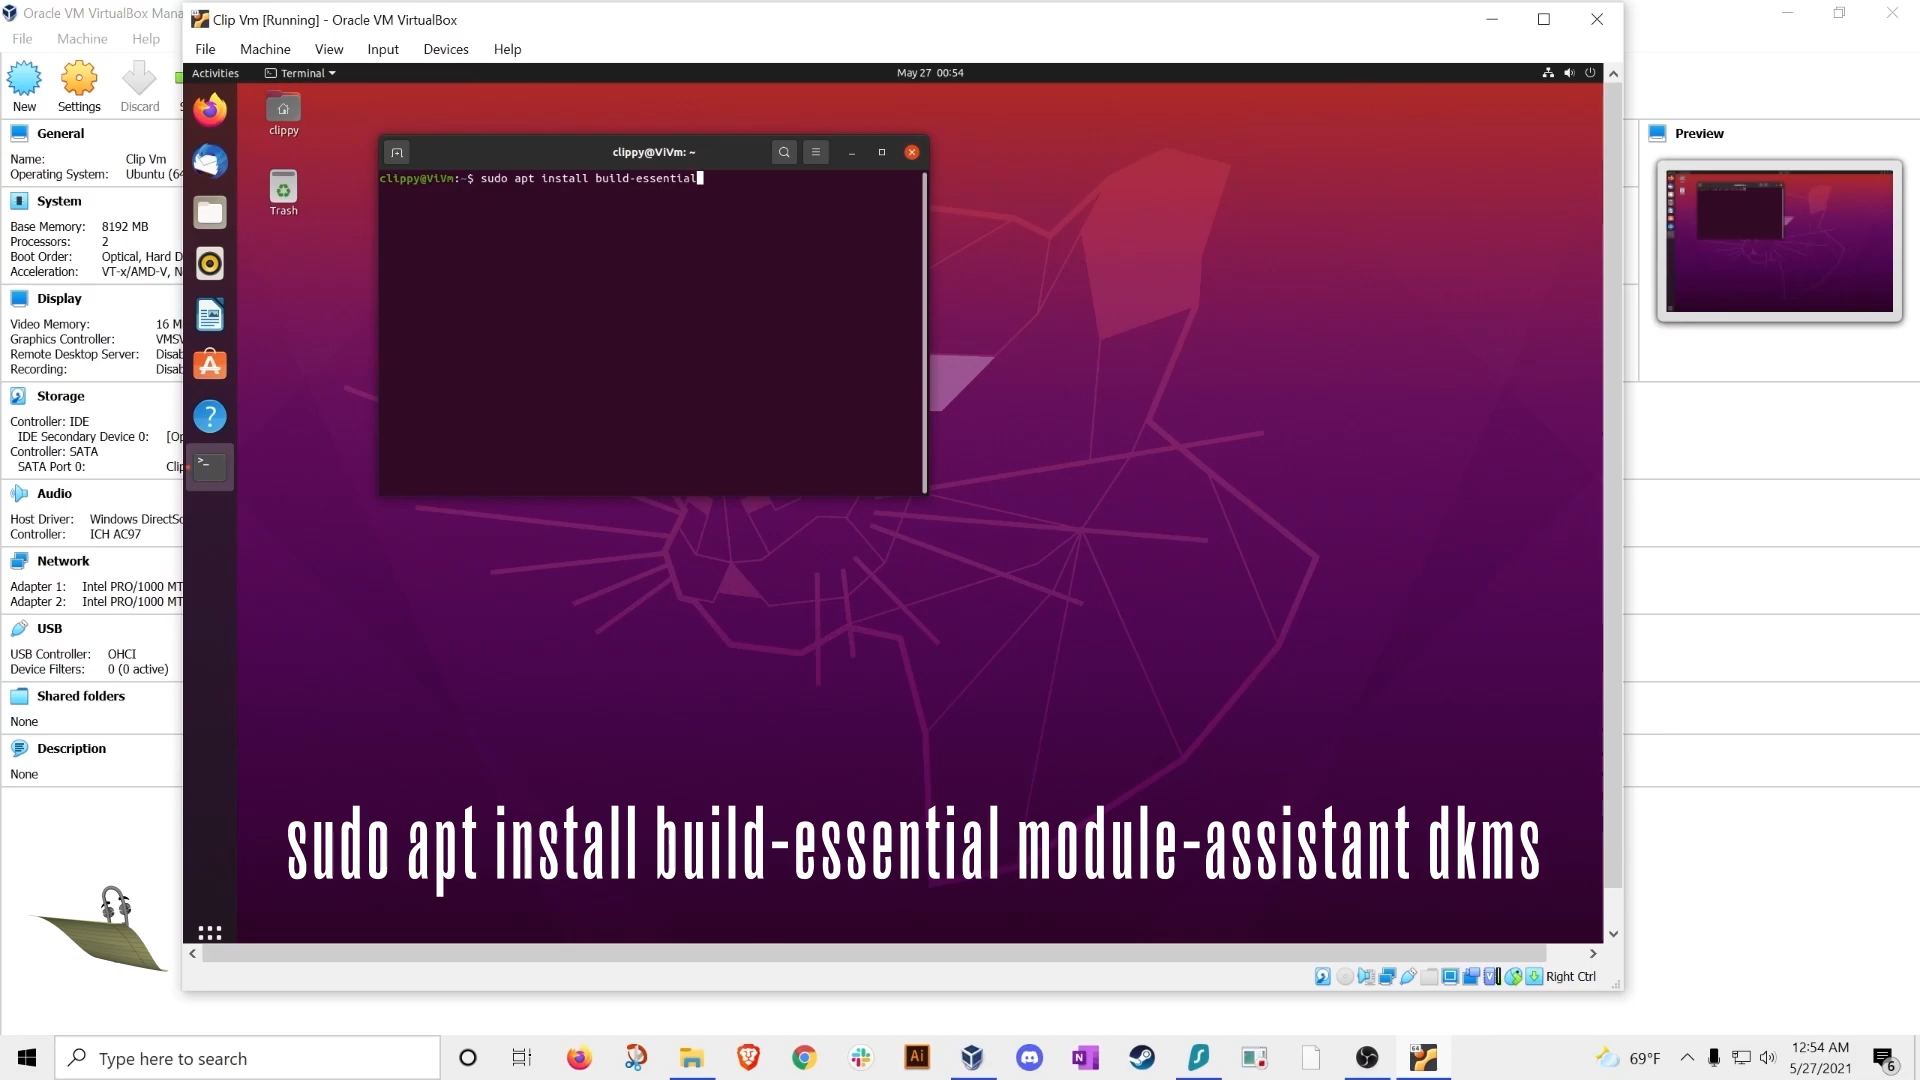 Oracle VM VirtualBox Mana
File Machine Help
New Settings Discard S
General
Name: Clip Vm
Operating System: Ubuntu (64
System
Base Memory: 8192 MB
Processors: 2
Boot Order: Optical, Hard D
Acceleration: VT-x/AMD-V, N
Display
Video Memory: 16 M
Graphics Controller: VMSV
Remote Desktop Server: Disab
Recording: Disab
Storage
Controller: IDE
IDE Secondary Device 0: [Op
Controller: SATA
SATA Port 0: Clip
Audio
Host Driver: Windows DirectSo
Controller: ICH AC97
Network
Adapter 1: Intel PRO/1000 MT
Adapter 2: Intel PRO/1000 MT
USB
USB Controller: OHCI
Device Filters: 0 (0 active)
Shared folders
None
Description
None
Clip Vm [Running] - Oracle VM VirtualBox
File Machine View Input Devices Help
Activities Terminal May 27 00:54
clippy
Trash
clippy@ViVm: ~
clippy@ViVm:~$ sudo apt install build-essential
sudo apt install build-essential module-assistant dkms
Right Ctrl
Preview
Type here to search
69°F
12:54 AM
5/27/2021
6